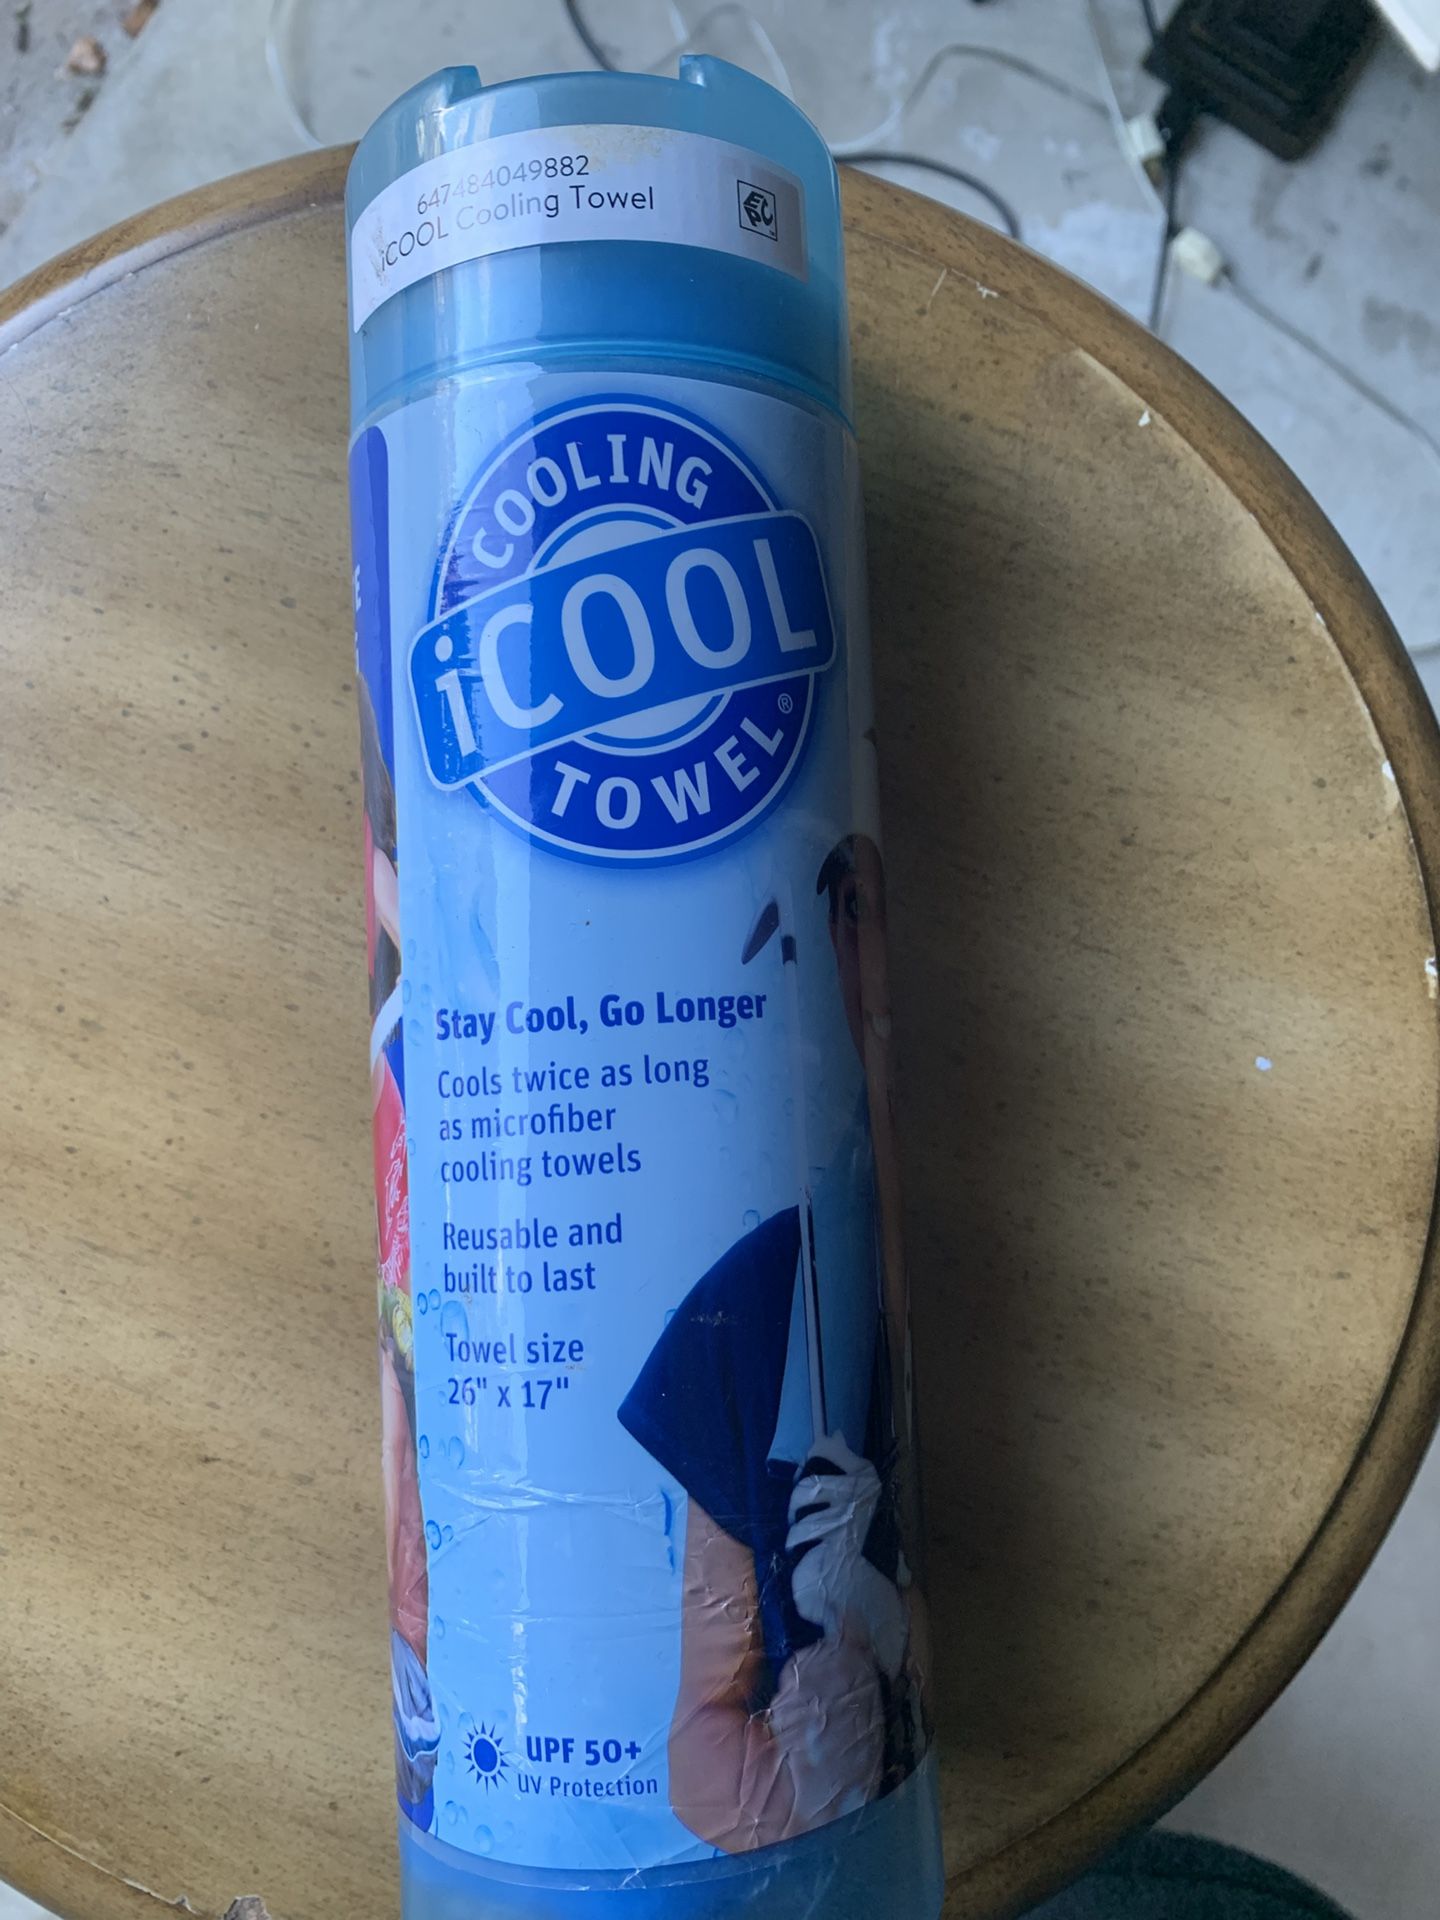 647484049882
iCOOL Cooling Towel
EPC
COOLING
iCOOL
TOWEL®
Stay Cool, Go Longer
Cools twice as long
as microfiber
cooling towels
Reusable and
built to last
Towel size
26" x 17"
UPF 50+
UV Protection